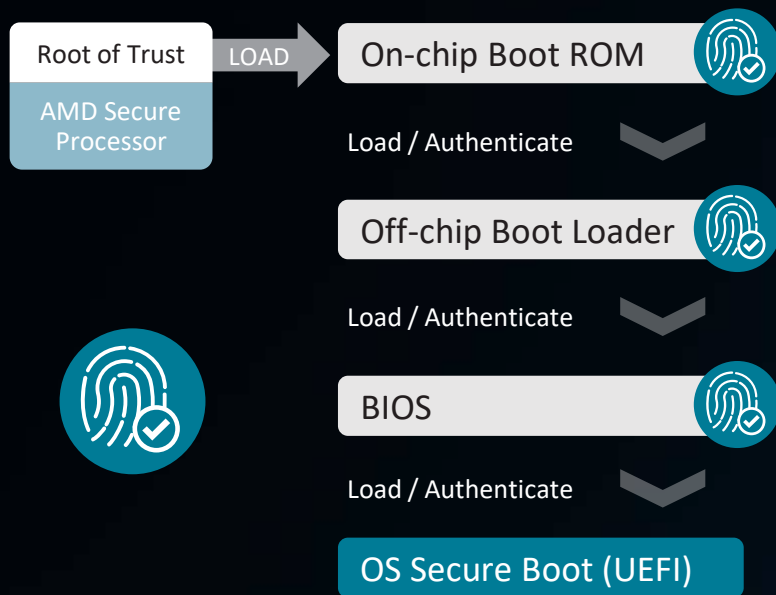 Root of Trust
AMD Secure
Processor
LOAD
On-chip Boot ROM
Load / Authenticate
Off-chip Boot Loader
Load / Authenticate
BIOS
Load / Authenticate
OS Secure Boot (UEFI)